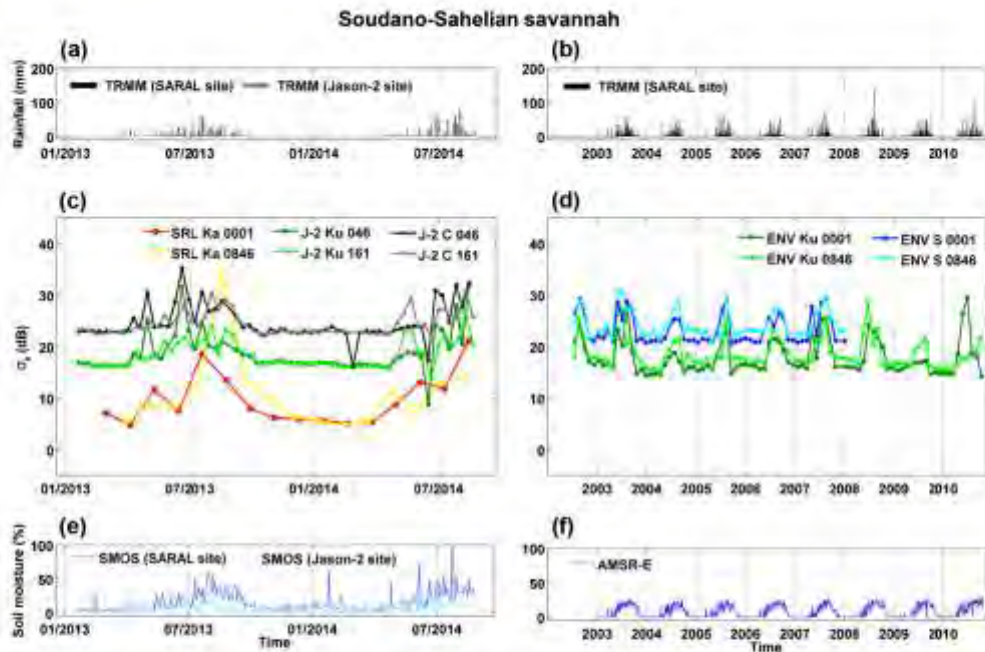 Soudano-Sahelian savannah
(a)
(b)
Rainfall (mm)
200
100
0
TRMM (SARAL site)
TRMM (Jason-2 site)
01/2013
07/2013
01/2014
07/2014
200
100
0
TRMM (SARAL site)
2003
2004
2005
2006
2007
2008
2009
2010
(c)
(d)
σ0 (dB)
40
30
20
10
0
SRL Ka 0001
J-2 Ku 046
J-2 C 046
SRL Ka 0846
J-2 Ku 161
J-2 C 161
01/2013
07/2013
01/2014
07/2014
40
30
20
10
0
ENV Ku 0001
ENV S 0001
ENV Ku 0846
ENV S 0846
2003
2004
2005
2006
2007
2008
2009
2010
(e)
(f)
Soil moisture (%)
100
50
0
SMOS (SARAL site)
SMOS (Jason-2 site)
01/2013
07/2013
01/2014
07/2014
Time
100
50
0
AMSR-E
2003
2004
2005
2006
2007
2008
2009
2010
Time